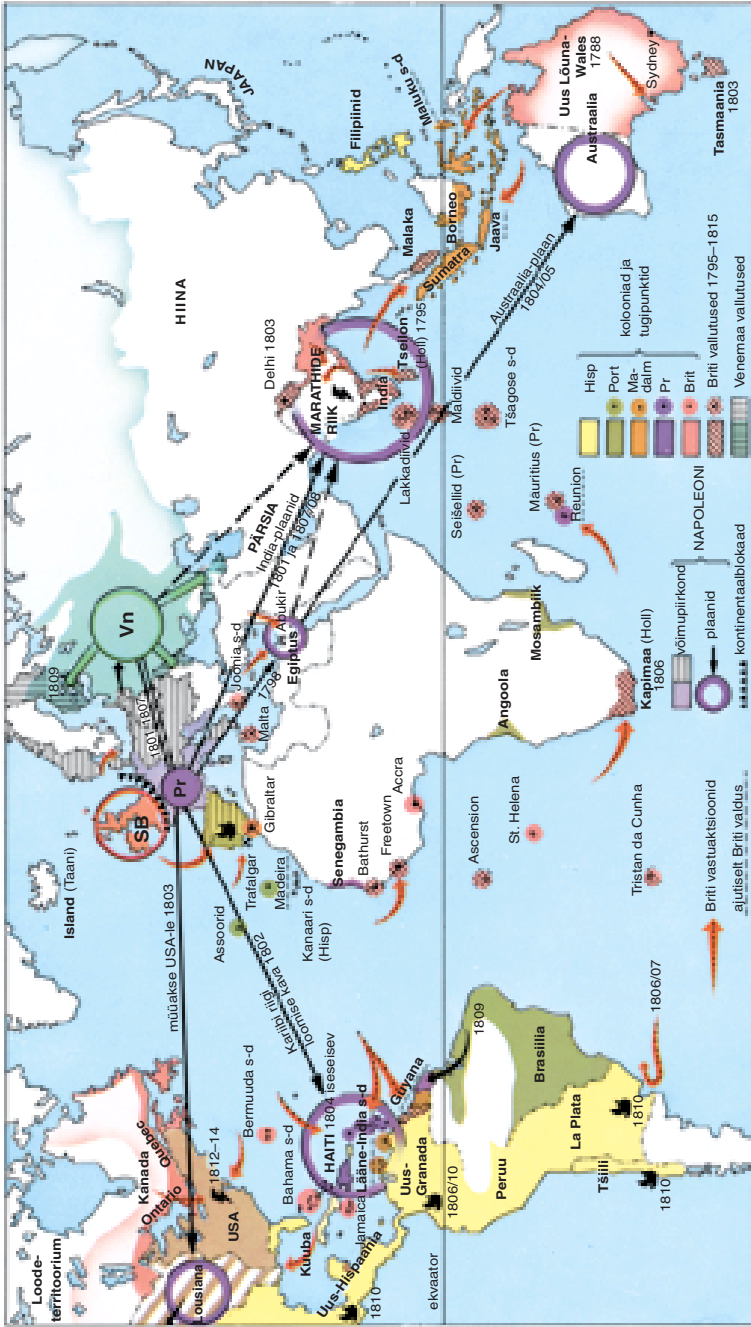 Loode-
territoorium
Kanada
Quebec
Ontario
Lousiana
USA
1812–14
müüakse USA-le 1803
Bermuuda s-d
Bahama s-d
Kuuba
Jamaica
HAITI 1804 iseseisev
Lääne-India s-d
Uus-Hispaania
1810
Uus-
Granada
1806/10
Guyana
1809
ekvaator
Peruu
Brasiilia
La Plata
1810
Tšiili
1810
1806/07
Kariibi riigi
loomise kava 1802
Island (Taani)
SB
Pr
Vn
1809
1801
1807
Assoorid
Trafalgar
Madeira
Gibraltar
Kanaari s-d
(Hisp)
Malta
1798
Joonia s-d
Abukir
Egiptus
Senegambia
Bathurst
Freetown
Accra
Ascension
St. Helena
Tristan da Cunha
Angoola
Mosambiik
Kapimaa (Holl)
1806
PÄRSIA
India-plaanid
1801 ja 1807/08
Delhi 1803
MARATHIDE
RIIK
India
Tseilon
(Holl) 1795
Lakkadiivid
Maldiivid
Tšagose s-d
Seišellid (Pr)
Mauritius (Pr)
Reunion
HIINA
JAAPAN
Filipiinid
Maluku s-d
Malaka
Borneo
Sumatra
Jaava
Austraalia-plaan
1804/05
Austraalia
Uus Lõuna-
Wales
1788
Sydney
Tasmaania
1803
Hisp
Port
Ma-
dalm
Pr
Brit
kolooniad ja
tugipunktid
Briti vallutused 1795–1815
Venemaa vallutused
NAPOLEONI
võimupiirkond
plaanid
kontinentaalblokaad
Briti vastuaktsioonid
ajutiselt Briti valdus